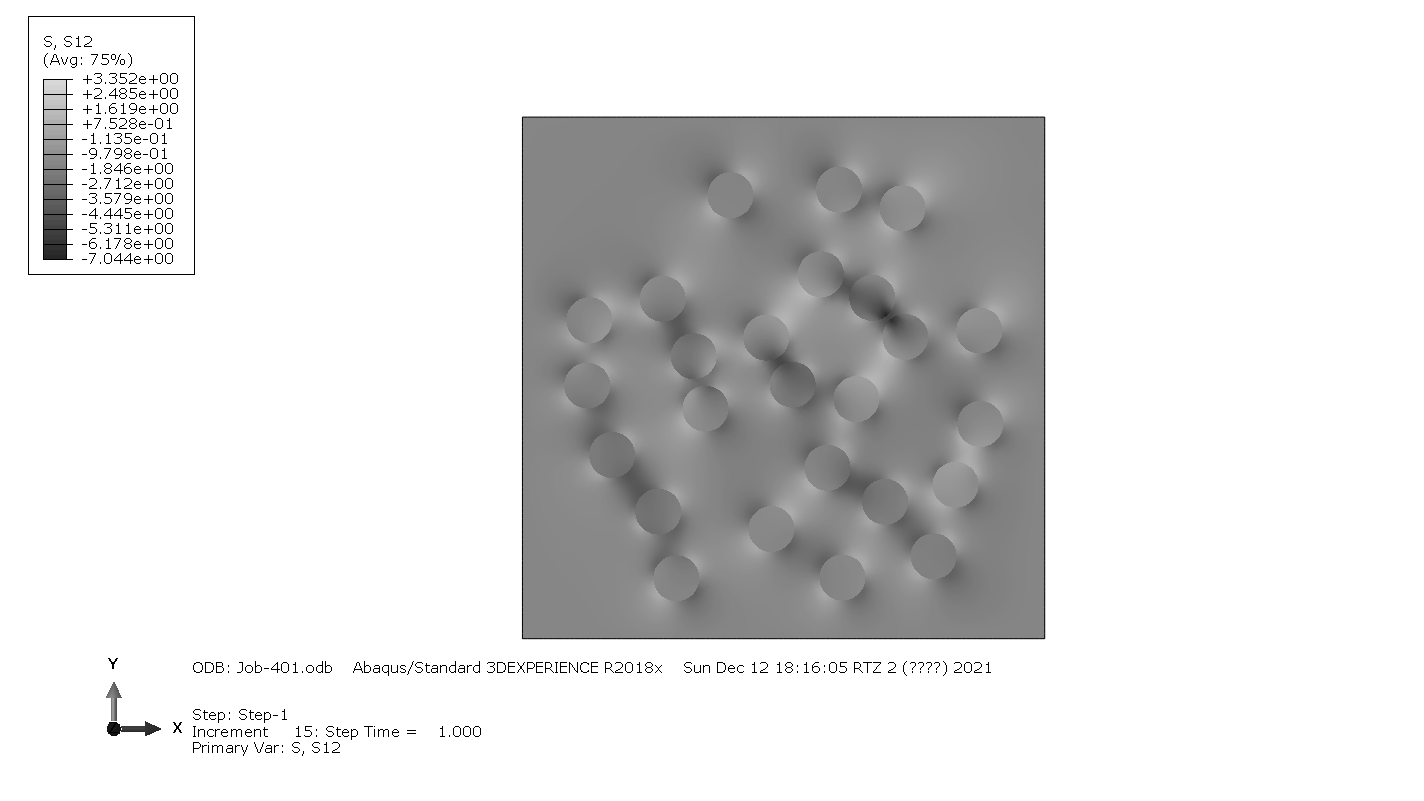 S, S12
(Avg: 75%)
+3.352e+00
+2.485e+00
+1.619e+00
+7.528e-01
-1.135e-01
-9.798e-01
-1.846e+00
-2.712e+00
-3.579e+00
-4.445e+00
-5.311e+00
-6.178e+00
-7.044e+00
Y
X
ODB: Job-401.odb Abaqus/Standard 3DEXPERIENCE R2018x Sun Dec 12 18:16:05 RTZ 2 (????) 2021
Step: Step-1
Increment 15: Step Time = 1.000
Primary Var: S, S12